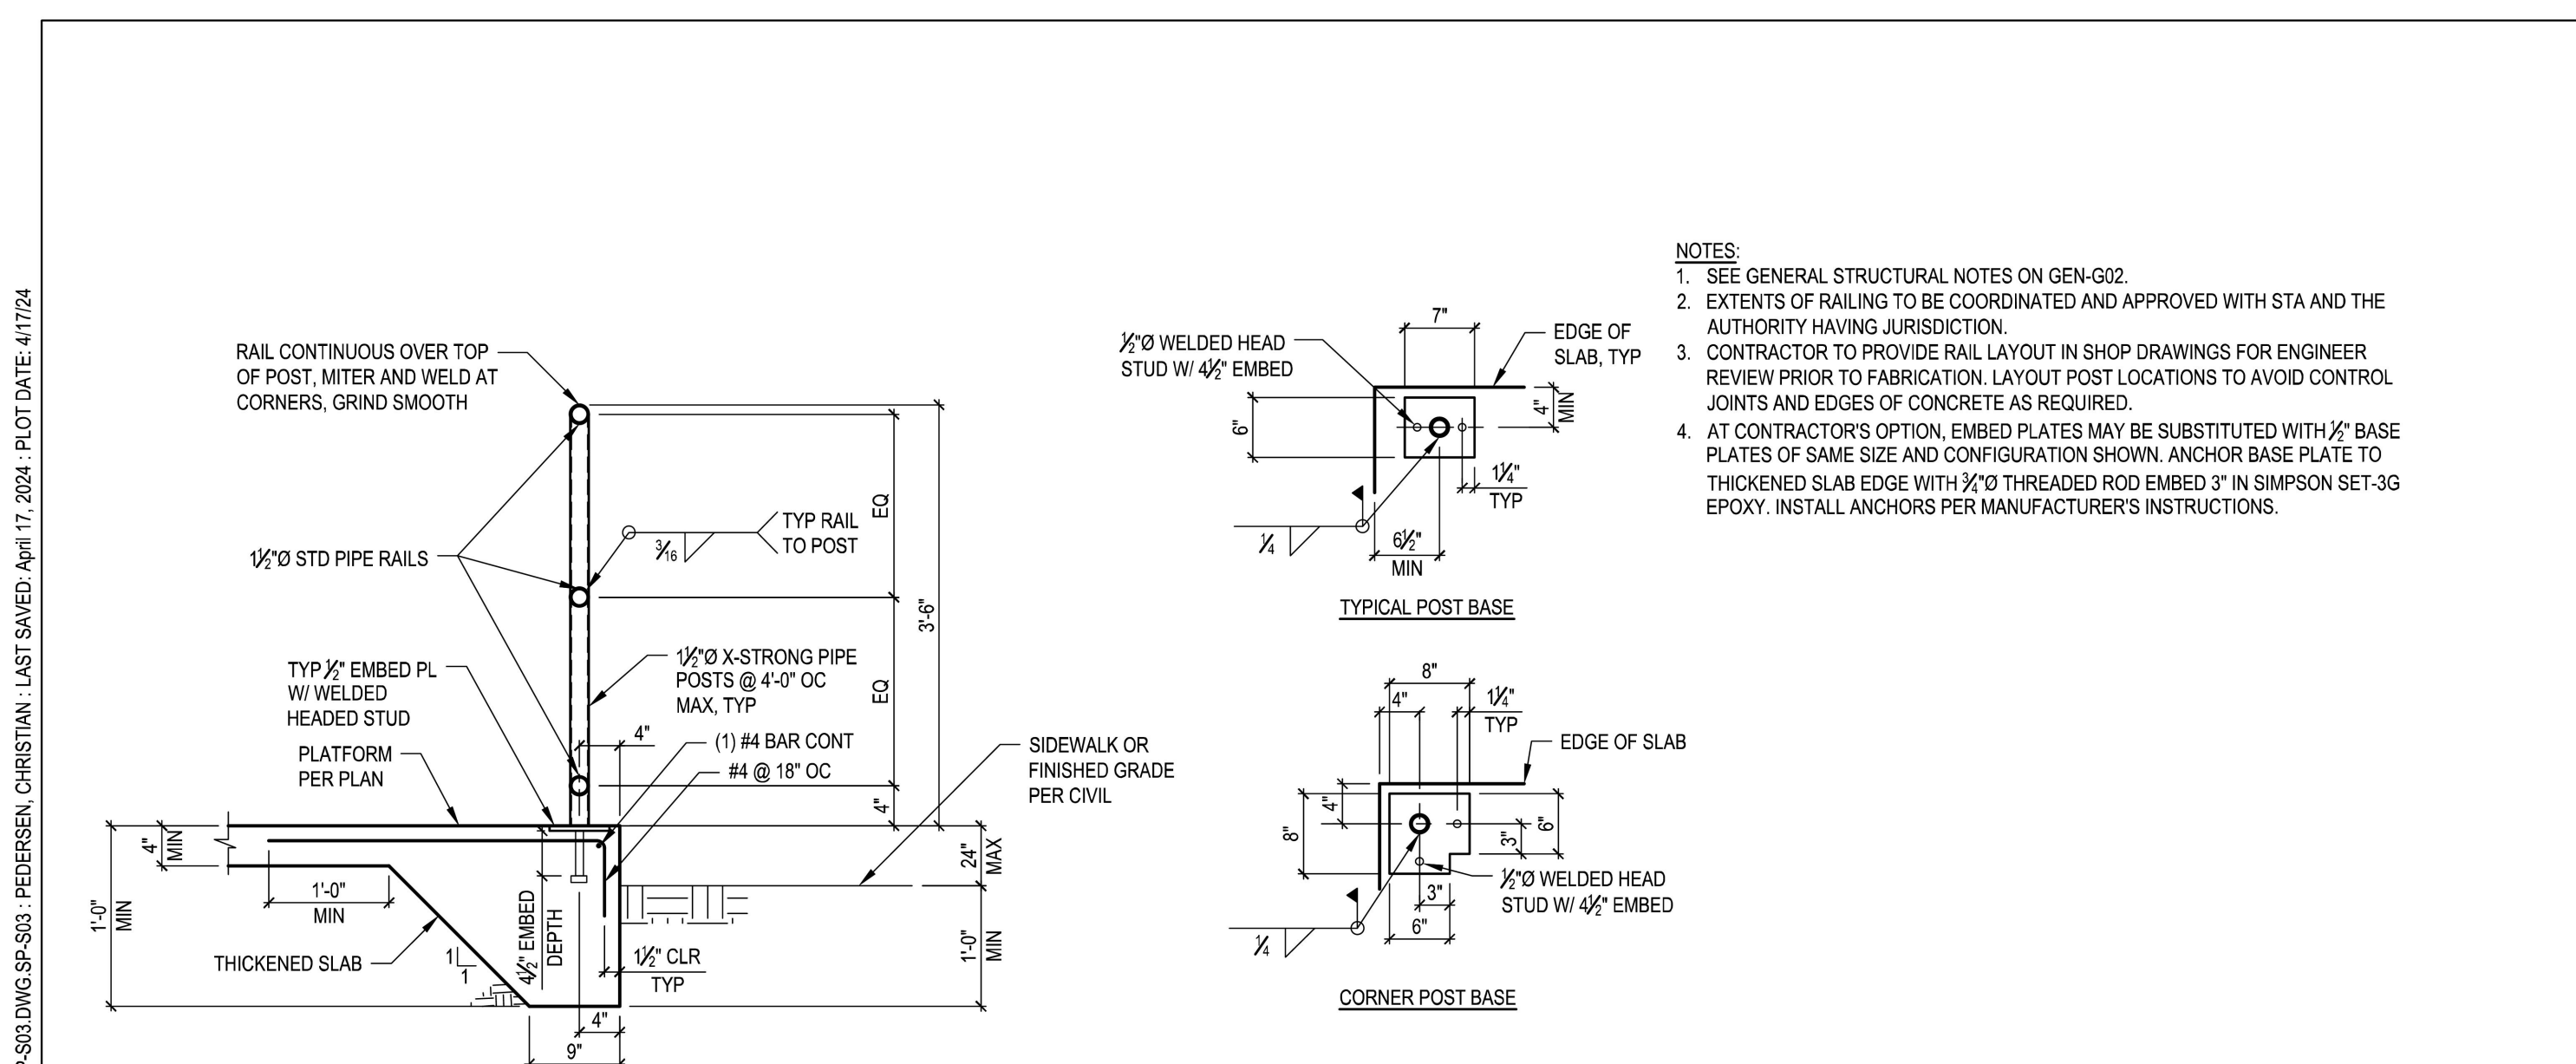 P-S03.DWG.SP-S03 : PEDERSEN, CHRISTIAN : LAST SAVED: April 17, 2024 : PLOT DATE: 4/17/24
RAIL CONTINUOUS OVER TOP
OF POST, MITER AND WELD AT
CORNERS, GRIND SMOOTH
1½"Ø STD PIPE RAILS
3/16
TYP RAIL
TO POST
EQ
EQ
3'-6"
TYP ½" EMBED PL
W/ WELDED
HEADED STUD
1½"Ø X-STRONG PIPE
POSTS @ 4'-0" OC
MAX, TYP
PLATFORM
PER PLAN
4"
(1) #4 BAR CONT
#4 @ 18" OC
4"
SIDEWALK OR
FINISHED GRADE
PER CIVIL
4"
MIN
24"
MAX
1'-0"
MIN
1'-0"
MIN
THICKENED SLAB
1
1
4½" EMBED
DEPTH
1½" CLR
TYP
1'-0"
MIN
4"
9"
7"
½"Ø WELDED HEAD
STUD W/ 4½" EMBED
EDGE OF
SLAB, TYP
4"
MIN
6"
1¼"
TYP
¼
6½"
MIN
TYPICAL POST BASE
8"
4"
1¼"
TYP
EDGE OF SLAB
4"
8"
3"
6"
½"Ø WELDED HEAD
STUD W/ 4½" EMBED
3"
6"
¼
CORNER POST BASE
NOTES:
1. SEE GENERAL STRUCTURAL NOTES ON GEN-G02.
2. EXTENTS OF RAILING TO BE COORDINATED AND APPROVED WITH STA AND THE
AUTHORITY HAVING JURISDICTION.
3. CONTRACTOR TO PROVIDE RAIL LAYOUT IN SHOP DRAWINGS FOR ENGINEER
REVIEW PRIOR TO FABRICATION. LAYOUT POST LOCATIONS TO AVOID CONTROL
JOINTS AND EDGES OF CONCRETE AS REQUIRED.
4. AT CONTRACTOR'S OPTION, EMBED PLATES MAY BE SUBSTITUTED WITH ½" BASE
PLATES OF SAME SIZE AND CONFIGURATION SHOWN. ANCHOR BASE PLATE TO
THICKENED SLAB EDGE WITH ¾"Ø THREADED ROD EMBED 3" IN SIMPSON SET-3G
EPOXY. INSTALL ANCHORS PER MANUFACTURER'S INSTRUCTIONS.